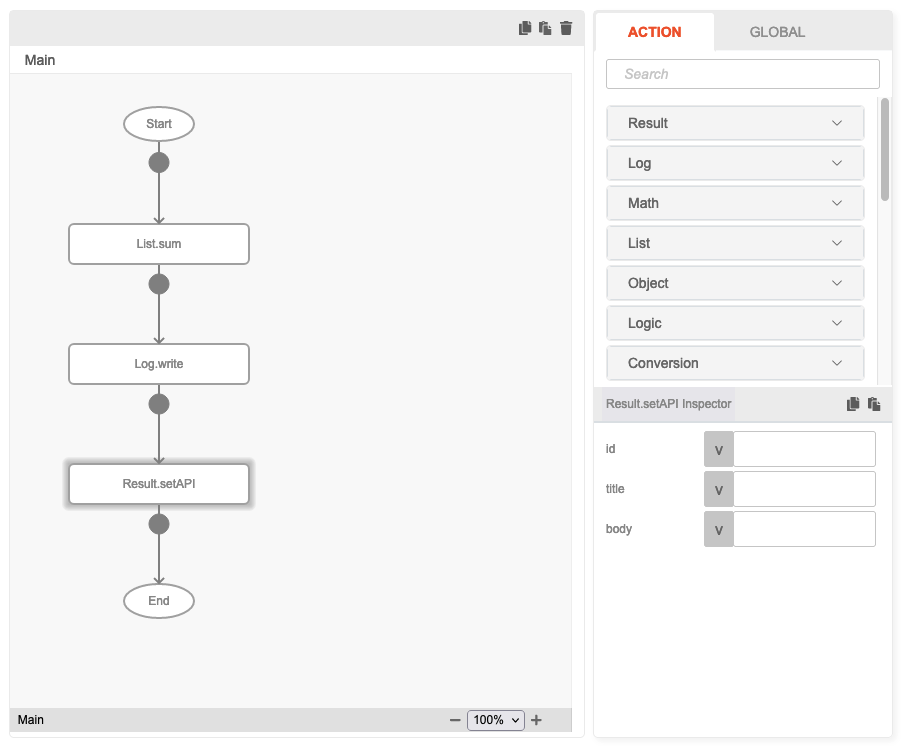 Main
Start
List.sum
Log.write
Result.setAPI
End
Main
100%
ACTION
GLOBAL
Search
Result
Log
Math
List
Object
Logic
Conversion
Result.setAPI Inspector
id
V
title
V
body
V